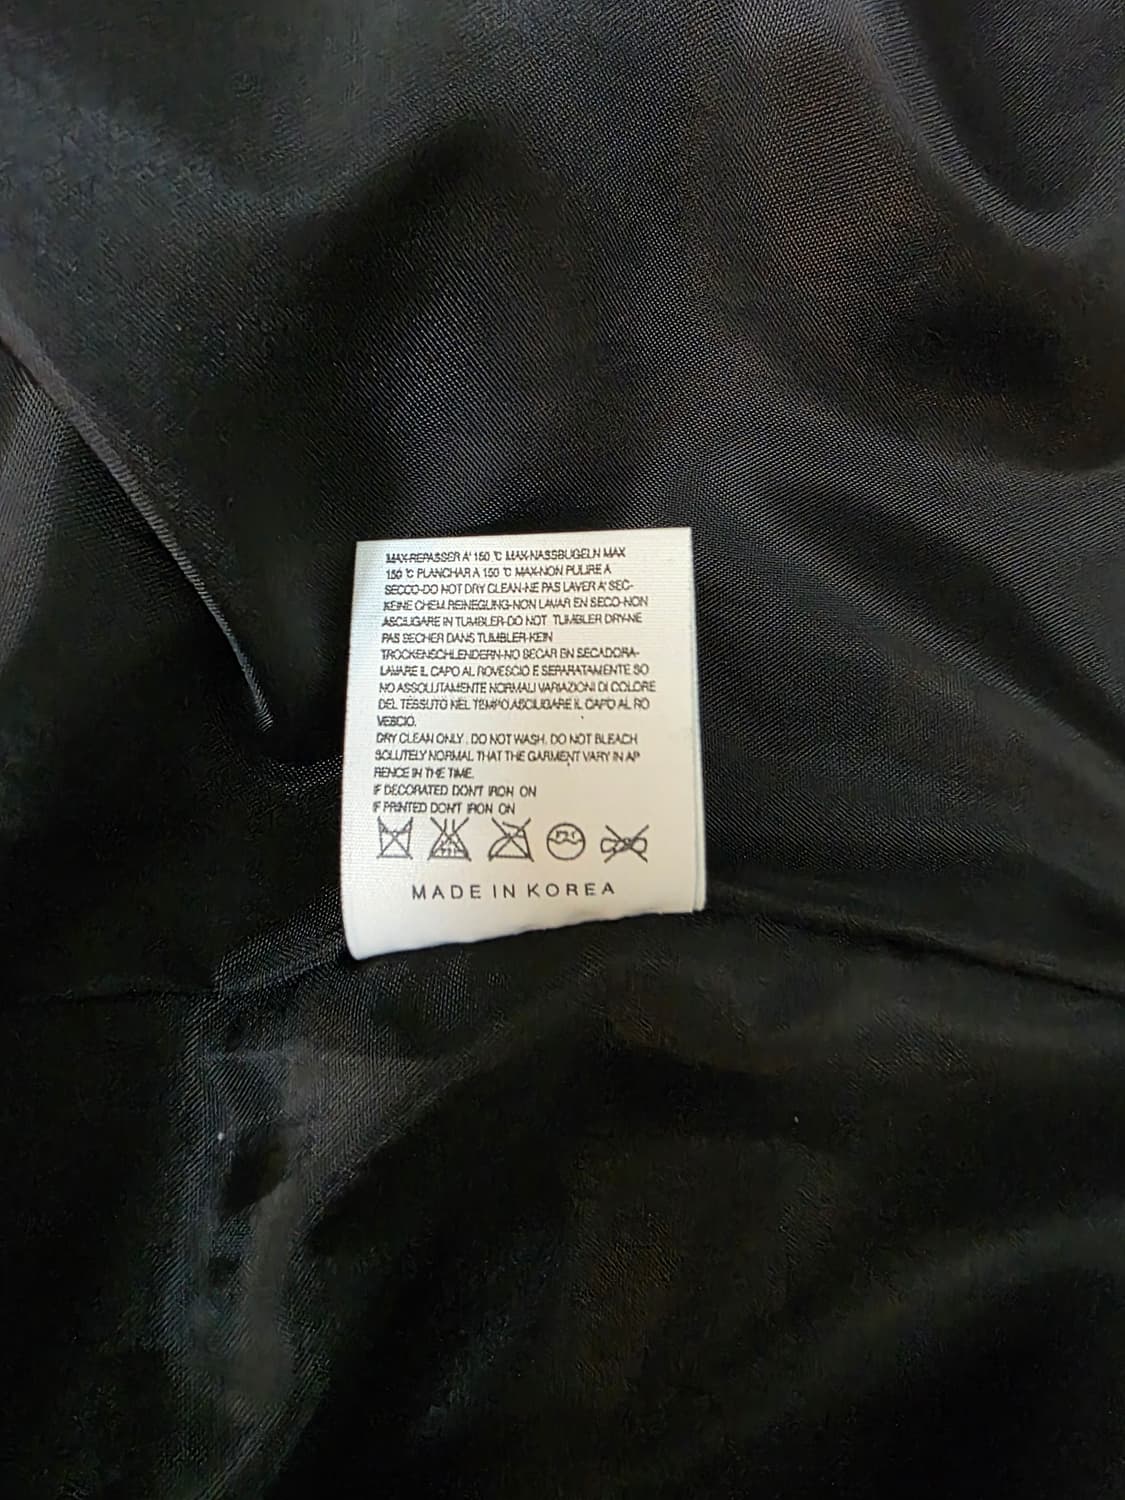 MAX-REPASSER A' 150 °C MAX-NASSBUGELN MAX
150 °C PLANCHAR A 150 °C MAX-NON PULIRE A
SECCO-DO NOT DRY CLEAN-NE PAS LAVER A' SEC-
KEINE CHEM.REINEGUNG-NON LAVAR EN SECO-NON
ASCIUGARE IN TUMBLER-DO NOT TUMBLER DRY-NE
PAS SECHER DANS TUMBLER-KEIN
TROCKENSCHLENDERN-NO SECAR EN SECADORA-
LAVARE IL CAPO AL ROVESCIO E SEPARATAMENTE SO
NO ASSOLUTAMENTE NORMALI VARIAZIONI DI COLORE
DEL TESSUTO NEL TEMPO.ASCIUGARE IL CAPO AL RO
VESCIO.
DRY CLEAN ONLY. DO NOT WASH. DO NOT BLEACH
SOLUTELY NORMAL THAT THE GARMENT VARY IN AP
RENCE IN THE TIME.
IF DECORATED DON'T IRON ON
IF PRINTED DON'T IRON ON
MADE IN KOREA